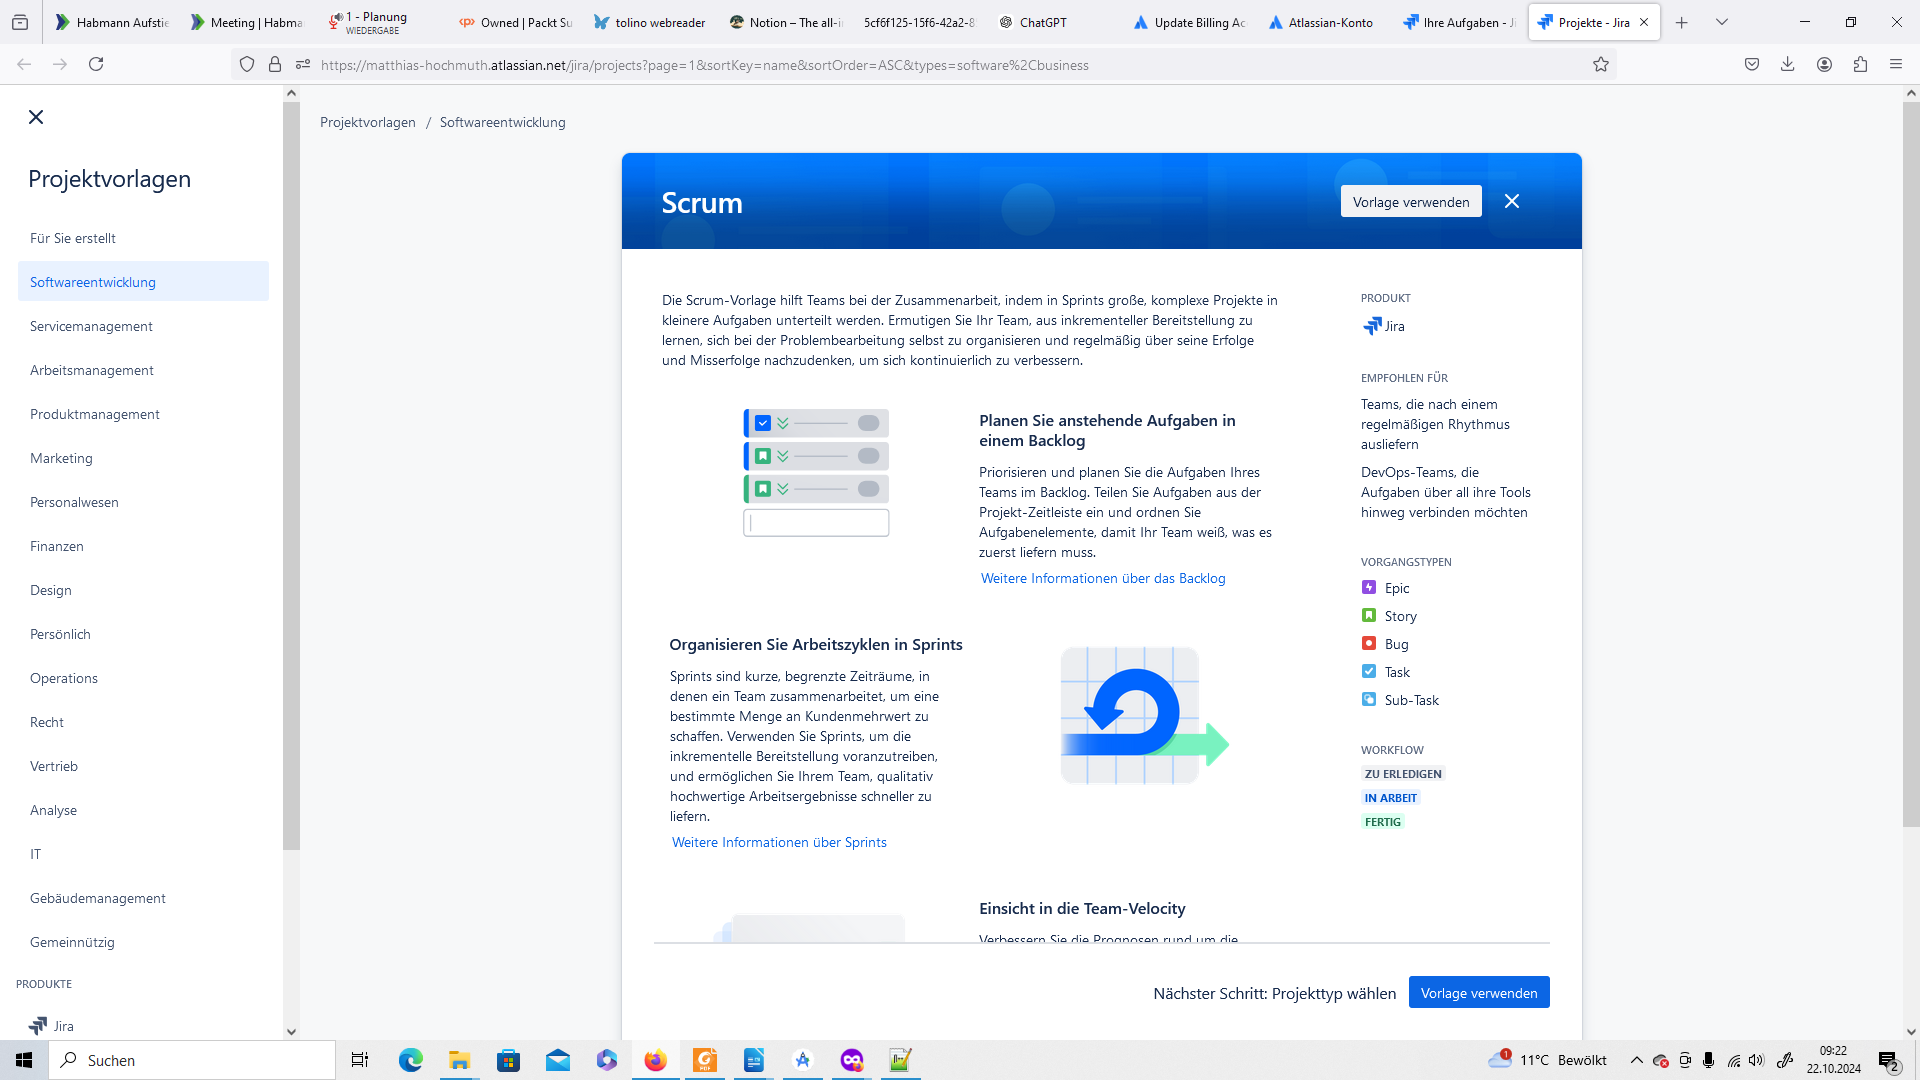 Habmann Aufstie
Meeting | Habma
1 - Planung
WIEDERGABE
Owned | Packt Su
tolino webreader
Notion – The all-i
5cf6f125-15f6-42a2-8
ChatGPT
Update Billing Ac
Atlassian-Konto
Ihre Aufgaben - Ji
Projekte - Jira
https://matthias-hochmuth.atlassian.net/jira/projects?page=1&sortKey=name&sortOrder=ASC&types=software%2Cbusiness
Projektvorlagen
Für Sie erstellt
Softwareentwicklung
Servicemanagement
Arbeitsmanagement
Produktmanagement
Marketing
Personalwesen
Finanzen
Design
Persönlich
Operations
Recht
Vertrieb
Analyse
IT
Gebäudemanagement
Gemeinnützig
PRODUKTE
Jira
Projektvorlagen / Softwareentwicklung
Scrum
Vorlage verwenden
Die Scrum-Vorlage hilft Teams bei der Zusammenarbeit, indem in Sprints große, komplexe Projekte in
kleinere Aufgaben unterteilt werden. Ermutigen Sie Ihr Team, aus inkrementeller Bereitstellung zu
lernen, sich bei der Problembearbeitung selbst zu organisieren und regelmäßig über seine Erfolge
und Misserfolge nachzudenken, um sich kontinuierlich zu verbessern.
Planen Sie anstehende Aufgaben in
einem Backlog
Priorisieren und planen Sie die Aufgaben Ihres
Teams im Backlog. Teilen Sie Aufgaben aus der
Projekt-Zeitleiste ein und ordnen Sie
Aufgabenelemente, damit Ihr Team weiß, was es
zuerst liefern muss.
Weitere Informationen über das Backlog
Organisieren Sie Arbeitszyklen in Sprints
Sprints sind kurze, begrenzte Zeiträume, in
denen ein Team zusammenarbeitet, um eine
bestimmte Menge an Kundenmehrwert zu
schaffen. Verwenden Sie Sprints, um die
inkrementelle Bereitstellung voranzutreiben,
und ermöglichen Sie Ihrem Team, qualitativ
hochwertige Arbeitsergebnisse schneller zu
liefern.
Weitere Informationen über Sprints
Einsicht in die Team-Velocity
Verbessern Sie die Prognosen rund um die
PRODUKT
Jira
EMPFOHLEN FÜR
Teams, die nach einem
regelmäßigen Rhythmus
ausliefern
DevOps-Teams, die
Aufgaben über all ihre Tools
hinweg verbinden möchten
VORGANGSTYPEN
Epic
Story
Bug
Task
Sub-Task
WORKFLOW
ZU ERLEDIGEN
IN ARBEIT
FERTIG
Nächster Schritt: Projekttyp wählen
Vorlage verwenden
Suchen
1
11°C Bewölkt
09:22
22.10.2024
2